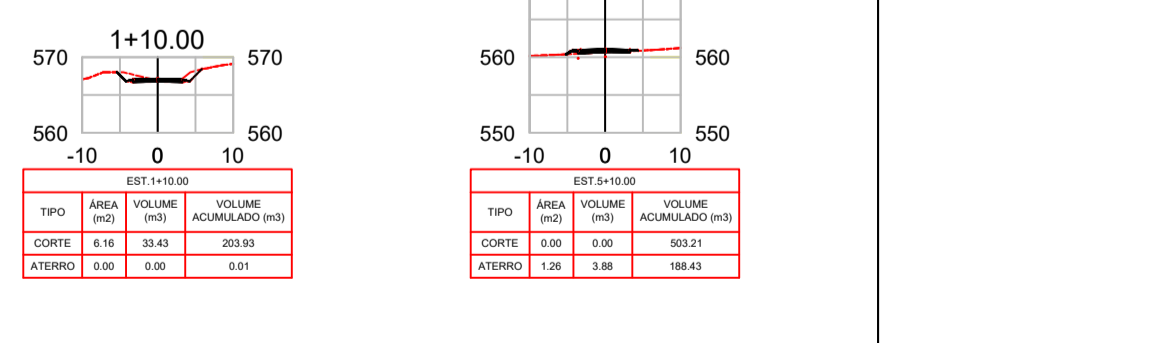 1+10.00
570 570
560 560
-10 0 10
EST.1+10.00
TIPO ÁREA (m2) VOLUME (m3) VOLUME ACUMULADO (m3)
CORTE 6.16 33.43 203.93
ATERRO 0.00 0.00 0.01
560 560
550 550
-10 0 10
EST.5+10.00
TIPO ÁREA (m2) VOLUME (m3) VOLUME ACUMULADO (m3)
CORTE 0.00 0.00 503.21
ATERRO 1.26 3.88 188.43